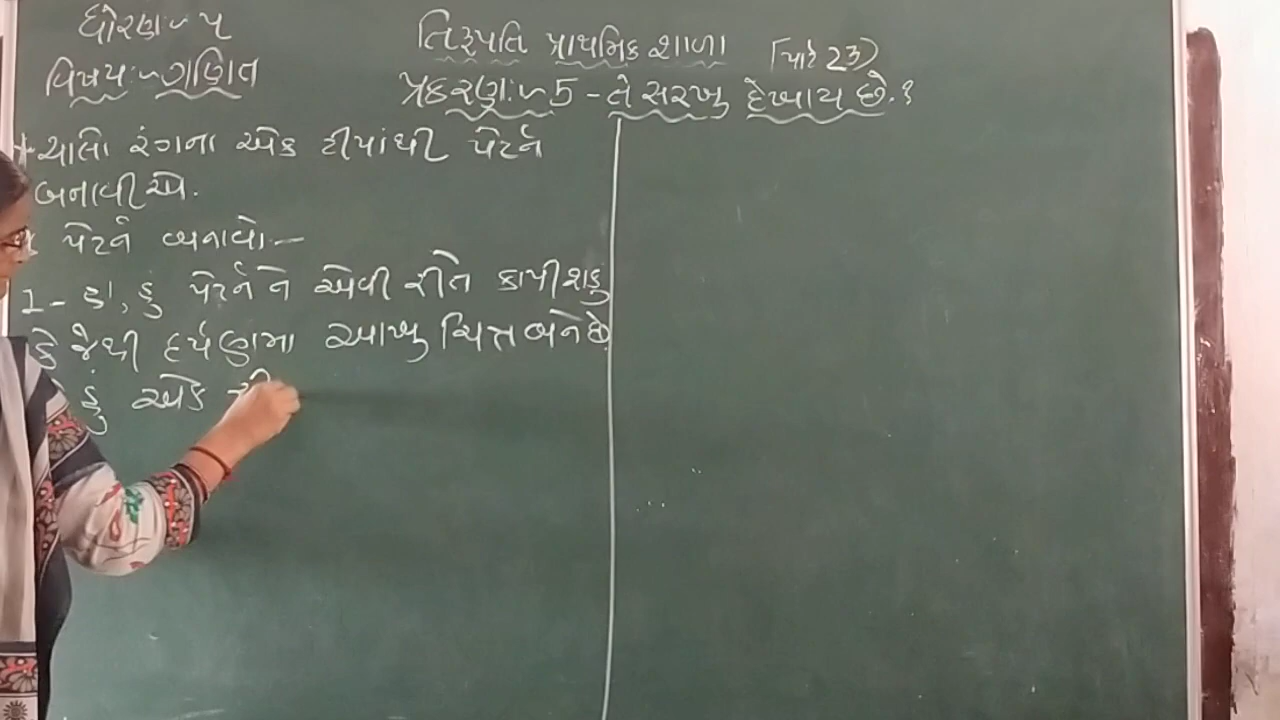 ધોરણઃ- ૫
વિષયઃ- ગણિત
તિરૂપતિ પ્રાથમિક શાળા (પાર્ટ 23)
પ્રકરણઃ- 5 - તે સરખુ દેખાય છે.?
* ચાલો રંગના એક ટીપાંથી પેટર્ન
બનાવીએ.
પેટર્ન બનાવો:-
1 - હા, હું પેટર્ન ને એવી રીતે કાપી શકું
કે જેથી દર્પણમા આખુ ચિત્ર બને છે.
હું એક